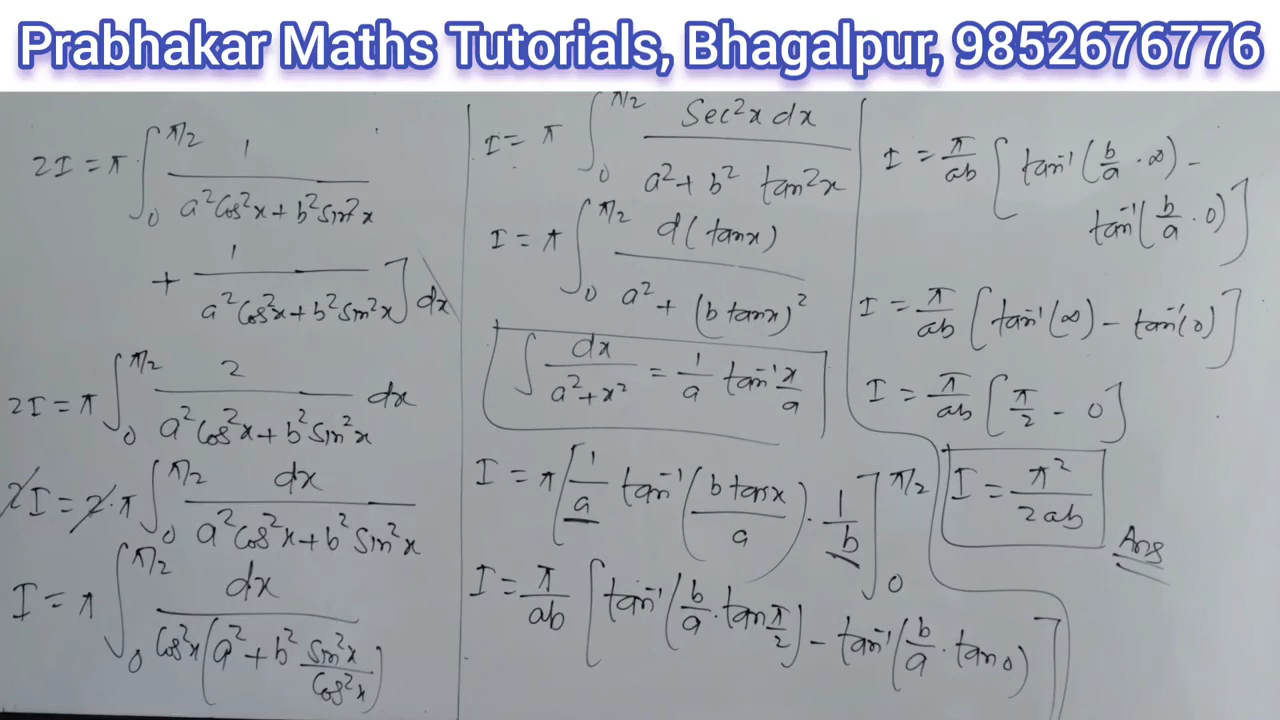 Prabhakar Maths Tutorials, Bhagalpur, 9852676776
2I = π ∫₀^{π/2} 1/(a²cos²x + b²sin²x)
+ 1/(a²cos²x + b²sin²x)] dx
2I = π ∫₀^{π/2} 2/(a²cos²x + b²sin²x) dx
2I = 2·π ∫₀^{π/2} dx/(a²cos²x + b²sin²x)
I = π ∫₀^{π/2} dx/(cos²x(a² + b² sin²x/cos²x))
I = π ∫₀^{π/2} Sec²x dx/(a² + b² tan²x)
I = π ∫₀^{π/2} d(tanx)/(a² + (b tanx)²)
∫ dx/(a² + x²) = 1/a tan⁻¹ x/a
I = π [1/a tan⁻¹(b tanx/a) · 1/b]₀^{π/2}
I = π/ab [tan⁻¹(b/a · tan π/2) - tan⁻¹(b/a · tan 0)]
I = π/ab [tan⁻¹(b/a · ∞) -
tan⁻¹(b/a · 0)]
I = π/ab [tan⁻¹(∞) - tan⁻¹(0)]
I = π/ab [π/2 - 0]
I = π²/2ab
Ans